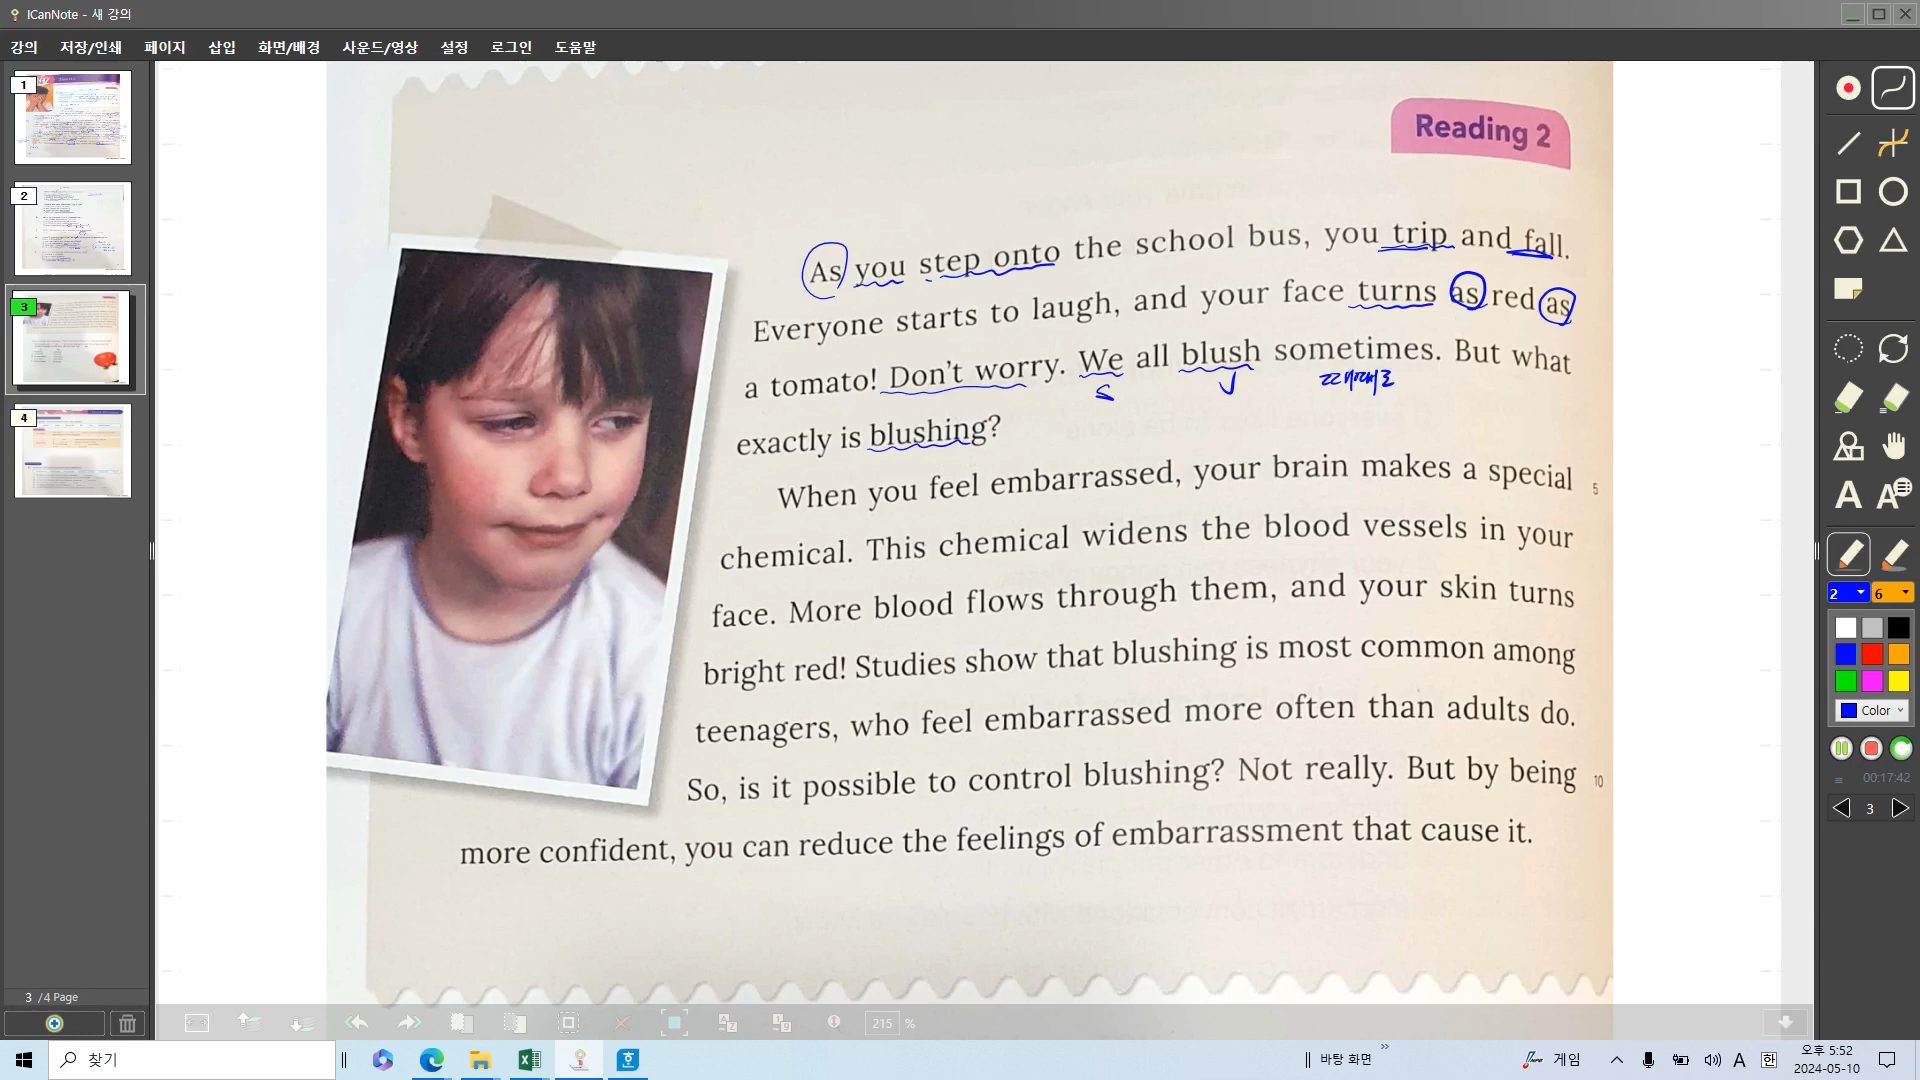 ICanNote - 새 강의
강의 저장/인쇄 페이지 삽입 화면/배경 사운드/영상 설정 로그인 도움말
1
2
3
4
Reading 2
As you step onto the school bus, you trip and fall.
Everyone starts to laugh, and your face turns as red as
a tomato! Don't worry. We all blush sometimes. But what
S V 때때로
exactly is blushing?
When you feel embarrassed, your brain makes a special 5
chemical. This chemical widens the blood vessels in your
face. More blood flows through them, and your skin turns
bright red! Studies show that blushing is most common among
teenagers, who feel embarrassed more often than adults do.
So, is it possible to control blushing? Not really. But by being 10
more confident, you can reduce the feelings of embarrassment that cause it.
2 6
Color
00:17:42
3
3 /4 Page
215 %
찾기
바탕 화면
게임
A
한
오후 5:52
2024-05-10